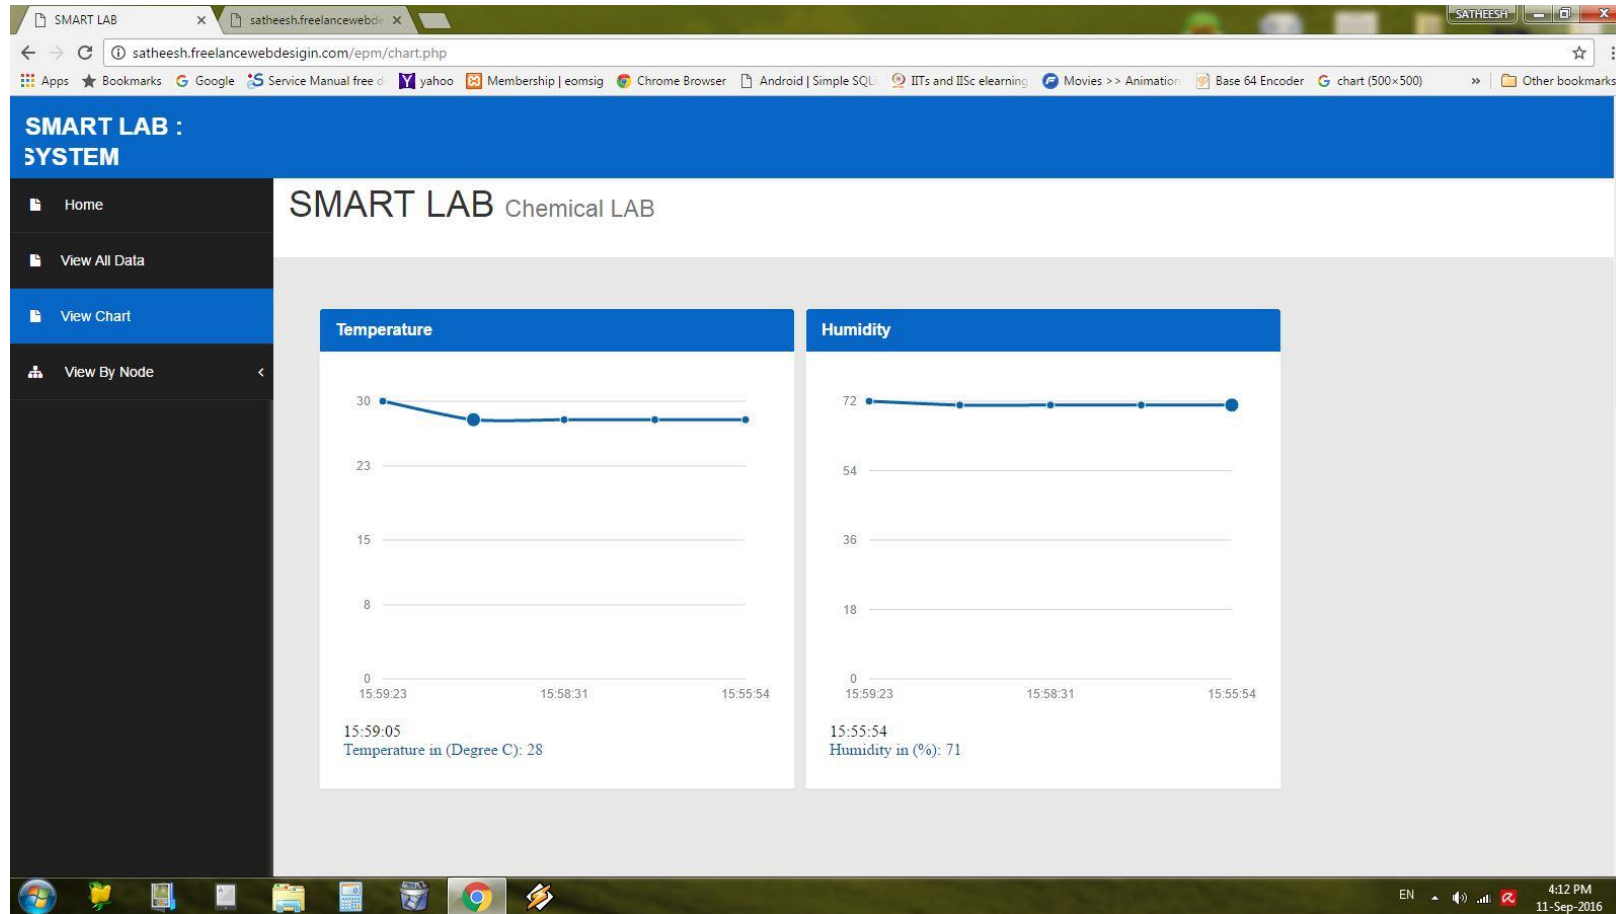 SMART LAB
satheesh.freelancewebde
SATHEESH
satheesh.freelancewebdesigin.com/epm/chart.php
Apps Bookmarks Google Service Manual free d yahoo Membership | eomsig Chrome Browser Android | Simple SQL IITs and IISc elearning Movies >> Animation Base 64 Encoder chart (500×500) » Other bookmarks
SMART LAB :
SYSTEM
Home
View All Data
View Chart
View By Node
SMART LAB Chemical LAB
Temperature
30
23
15
8
0
15:59:23 15:58:31 15:55:54
15:59:05
Temperature in (Degree C): 28
Humidity
72
54
36
18
0
15:59:23 15:58:31 15:55:54
15:55:54
Humidity in (%): 71
EN
4:12 PM
11-Sep-2016